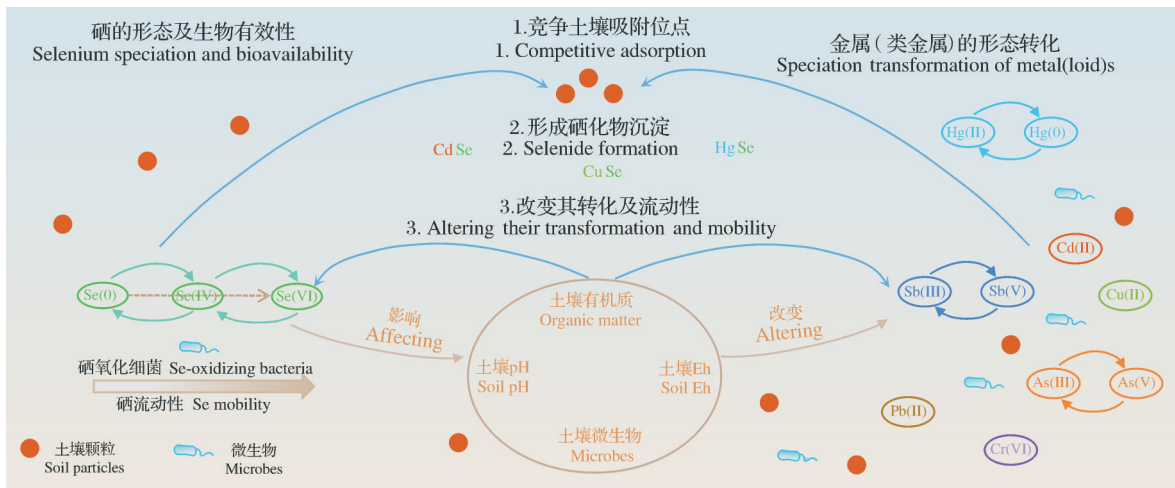 硒的形态及生物有效性
Selenium speciation and bioavailability
1.竞争土壤吸附位点
1. Competitive adsorption
金属(类金属)的形态转化
Speciation transformation of metal(loid)s
2.形成硒化物沉淀
2. Selenide formation
CdSe
HgSe
CuSe
Hg(II)
Hg(0)
3.改变其转化及流动性
3. Altering their transformation and mobility
Cd(II)
Se(0)
Se(IV)
Se(VI)
影响
Affecting
土壤有机质
Organic matter
改变
Altering
Sb(III)
Sb(V)
Cu(II)
土壤pH
Soil pH
土壤Eh
Soil Eh
硒氧化细菌 Se-oxidizing bacteria
硒流动性 Se mobility
As(III)
As(V)
Pb(II)
土壤微生物
Microbes
Cr(VI)
土壤颗粒
Soil particles
微生物
Microbes